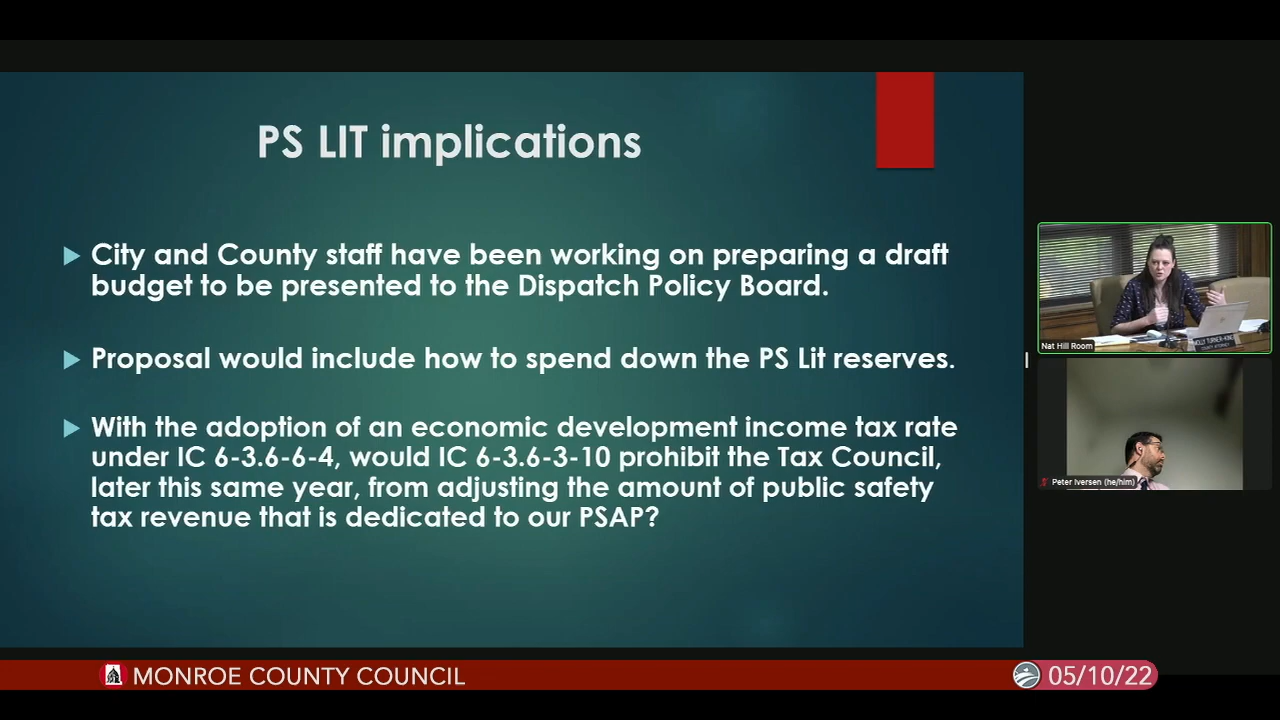 PS LIT implications
City and County staff have been working on preparing a draft
budget to be presented to the Dispatch Policy Board.
Proposal would include how to spend down the PS Lit reserves.
With the adoption of an economic development income tax rate
under IC 6-3.6-6-4, would IC 6-3.6-3-10 prohibit the Tax Council,
later this same year, from adjusting the amount of public safety
tax revenue that is dedicated to our PSAP?
Nat Hill Room
Peter Iversen (he/him)
MONROE COUNTY COUNCIL
05/10/22